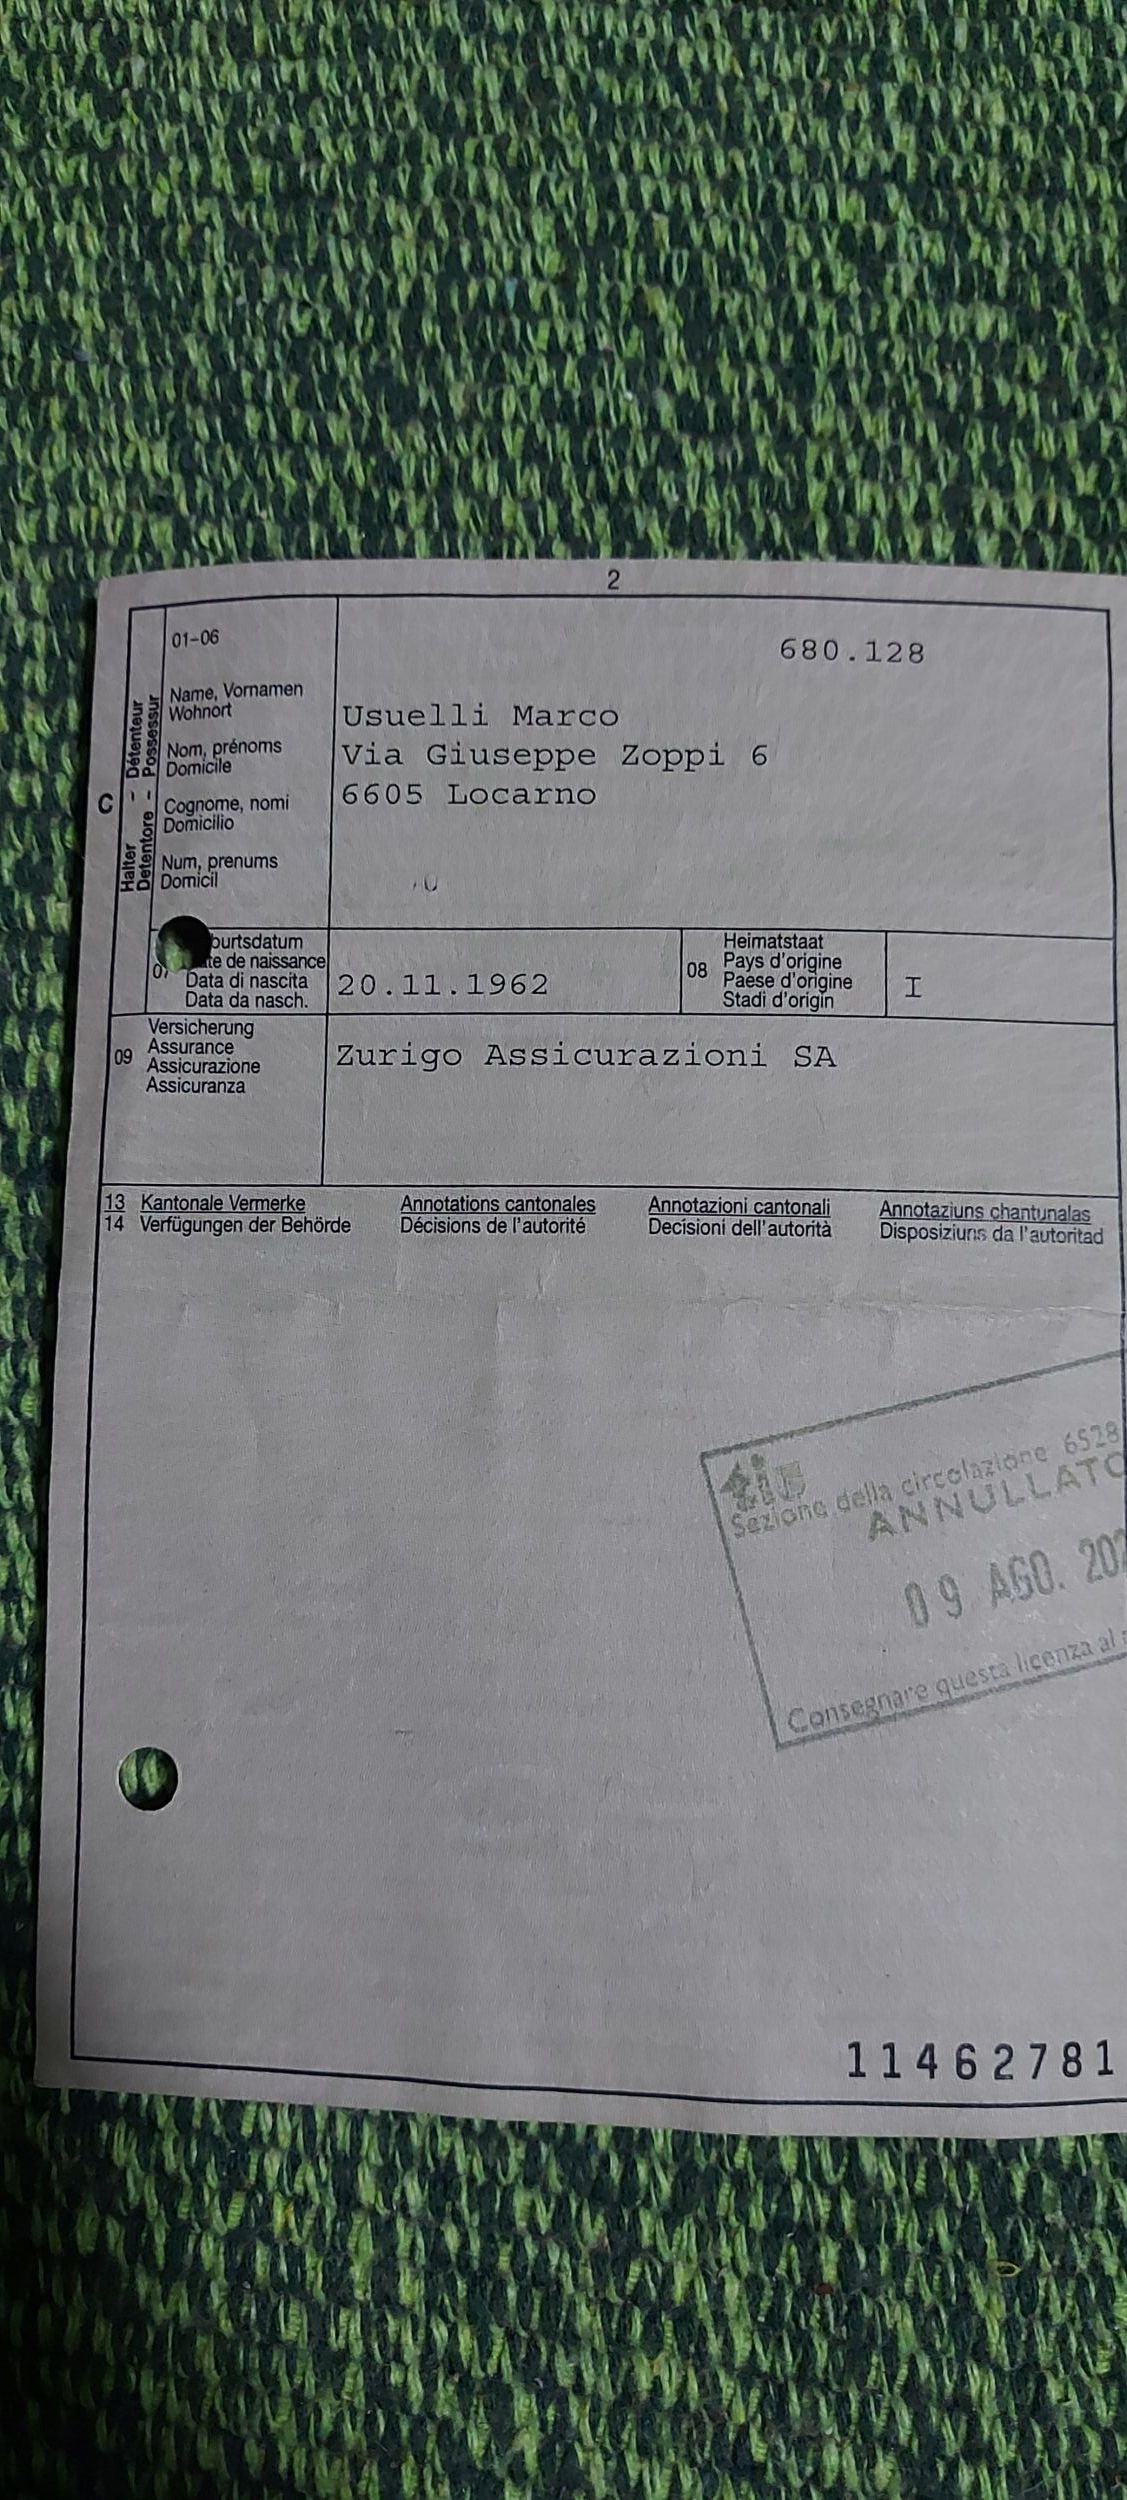 2
01-06
680.128
Name, Vornamen
Wohnort
Nom, prénoms
Domicile
Cognome, nomi
Domicilio
Num, prenums
Domicil
C
Halter - Détenteur
Detentore - Possessur
Usuelli Marco
Via Giuseppe Zoppi 6
6605 Locarno
07
burtsdatum
te de naissance
Data di nascita
Data da nasch.
20.11.1962
08
Heimatstaat
Pays d'origine
Paese d'origine
Stadi d'origin
I
09
Versicherung
Assurance
Assicurazione
Assicuranza
Zurigo Assicurazioni SA
13 Kantonale Vermerke Annotations cantonales Annotazioni cantonali Annotaziuns chantunalas
14 Verfügungen der Behörde Décisions de l'autorité Decisioni dell'autorità Disposiziuns da l'autoritad
ti
Sezione della circolazione 6528
ANNULLATO
09 AGO. 202
Consegnare questa licenza al
11462781